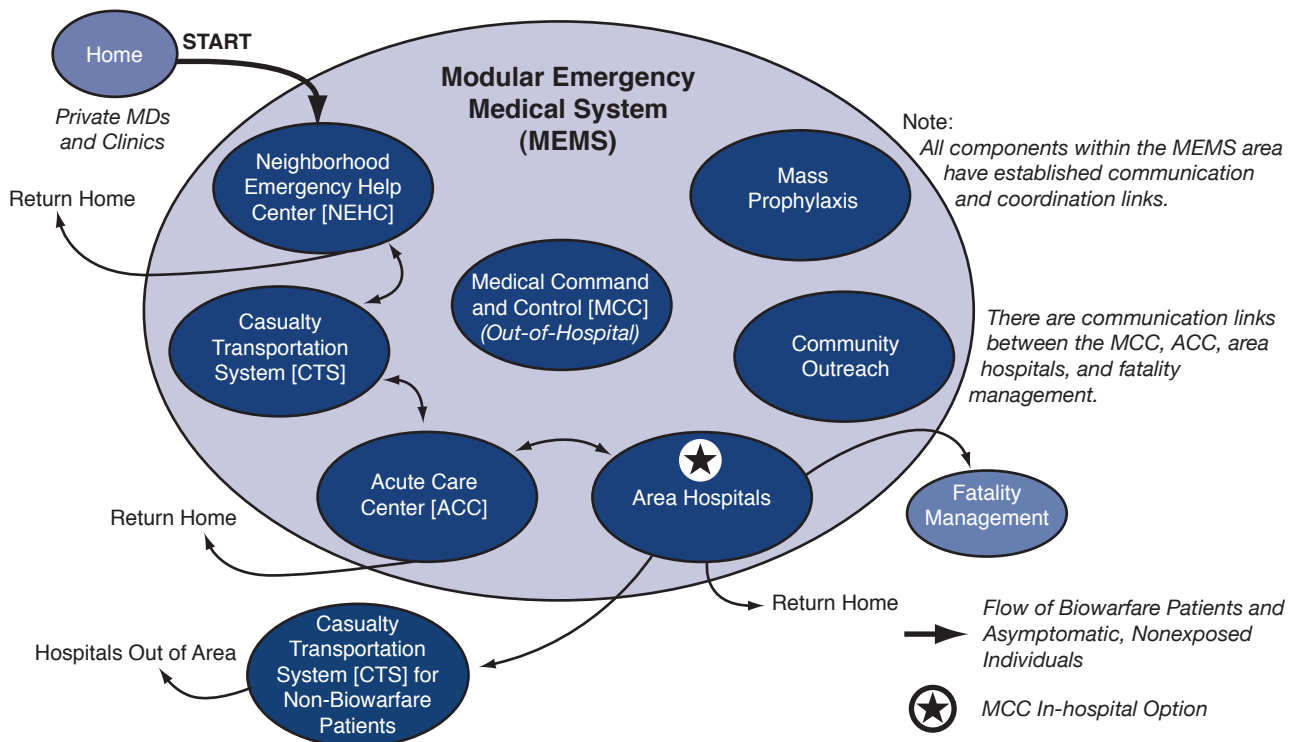 Home
START
Private MDs
and Clinics
Modular Emergency
Medical System
(MEMS)
Neighborhood
Emergency Help
Center [NEHC]
Return Home
Mass
Prophylaxis
Note:
All components within the MEMS area
have established communication
and coordination links.
Medical Command
and Control [MCC]
(Out-of-Hospital)
Casualty
Transportation
System [CTS]
Community
Outreach
There are communication links
between the MCC, ACC, area
hospitals, and fatality
management.
Acute Care
Center [ACC]
Area Hospitals
Fatality
Management
Return Home
Return Home
Casualty
Transportation
System [CTS] for
Non-Biowarfare
Patients
Hospitals Out of Area
Flow of Biowarfare Patients and
Asymptomatic, Nonexposed
Individuals
MCC In-hospital Option